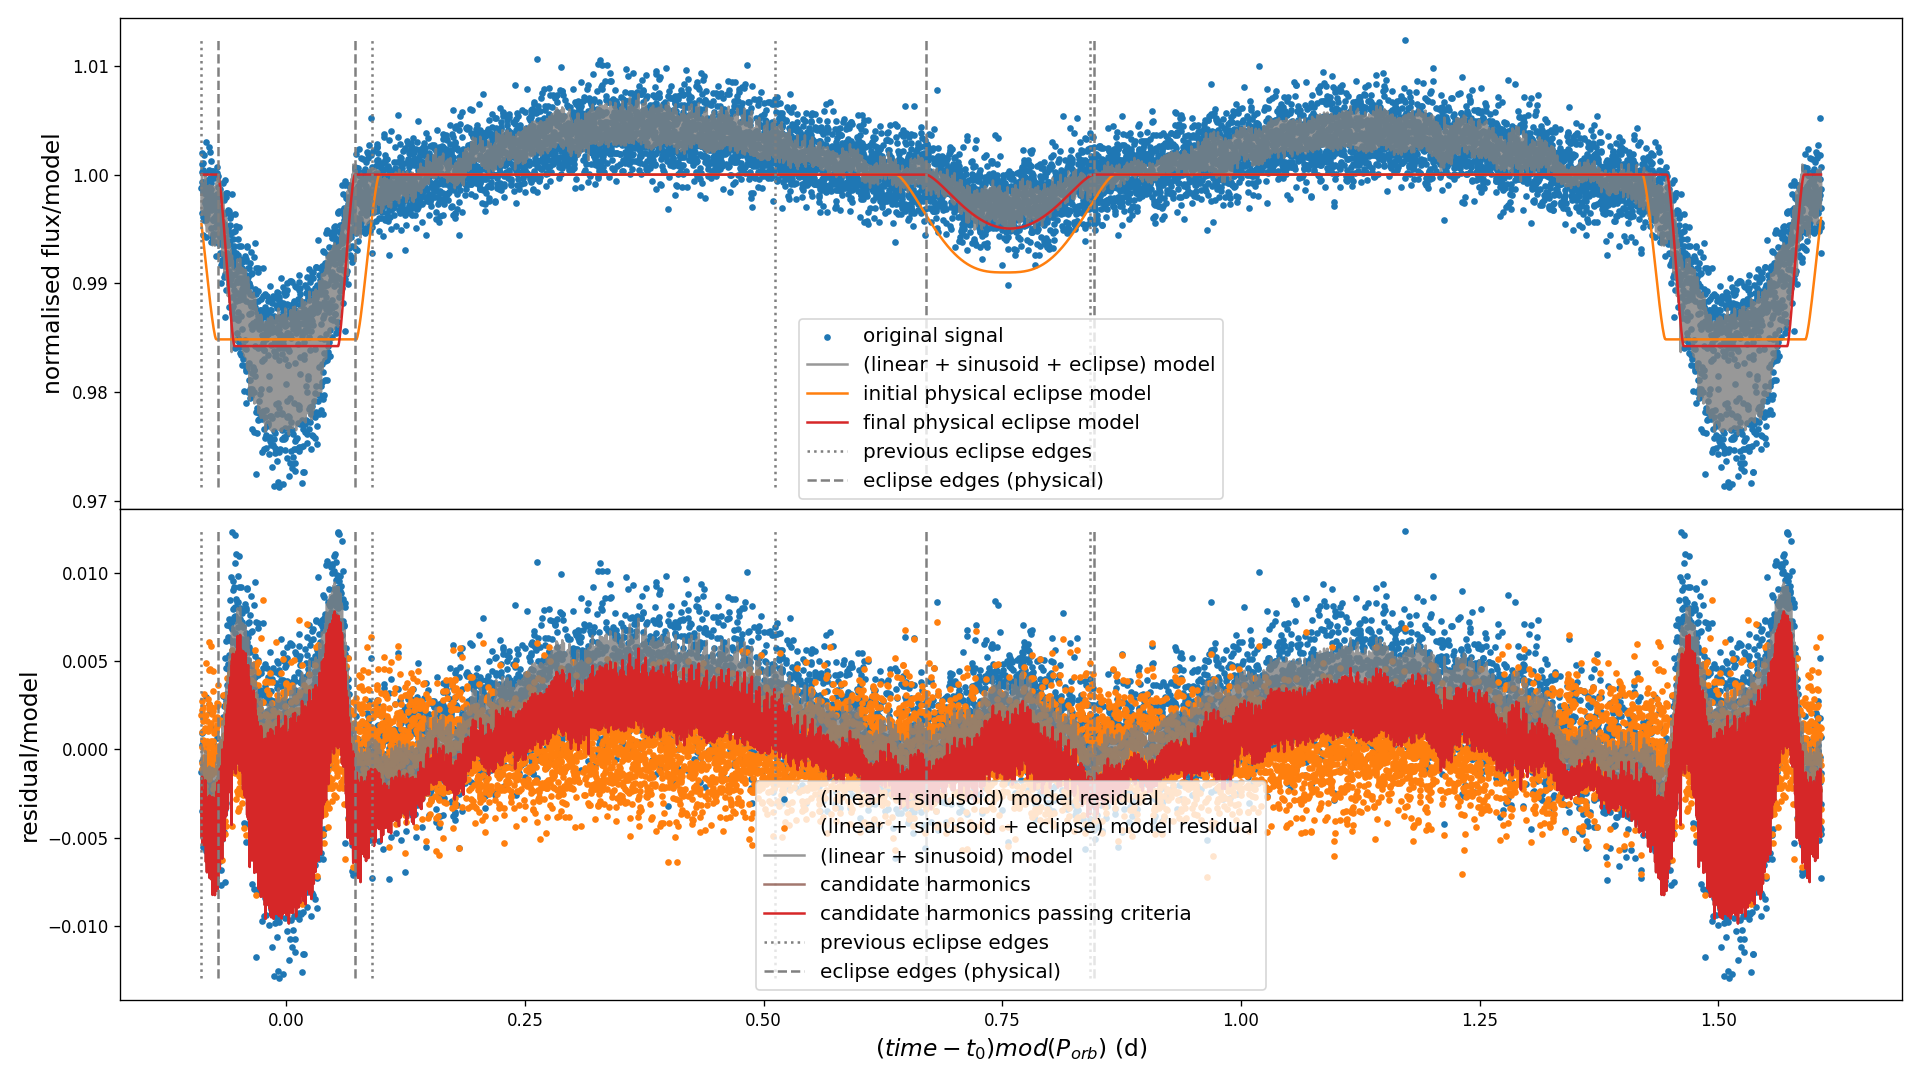 normalised flux/model
1.01
1.00
0.99
0.98
0.97
original signal
(linear + sinusoid + eclipse) model
initial physical eclipse model
final physical eclipse model
previous eclipse edges
eclipse edges (physical)
residual/model
0.010
0.005
0.000
−0.005
−0.010
(linear + sinusoid) model residual
(linear + sinusoid + eclipse) model residual
(linear + sinusoid) model
candidate harmonics
candidate harmonics passing criteria
previous eclipse edges
eclipse edges (physical)
0.00 0.25 0.50 0.75 1.00 1.25 1.50
(time − t₀)mod(P_orb) (d)